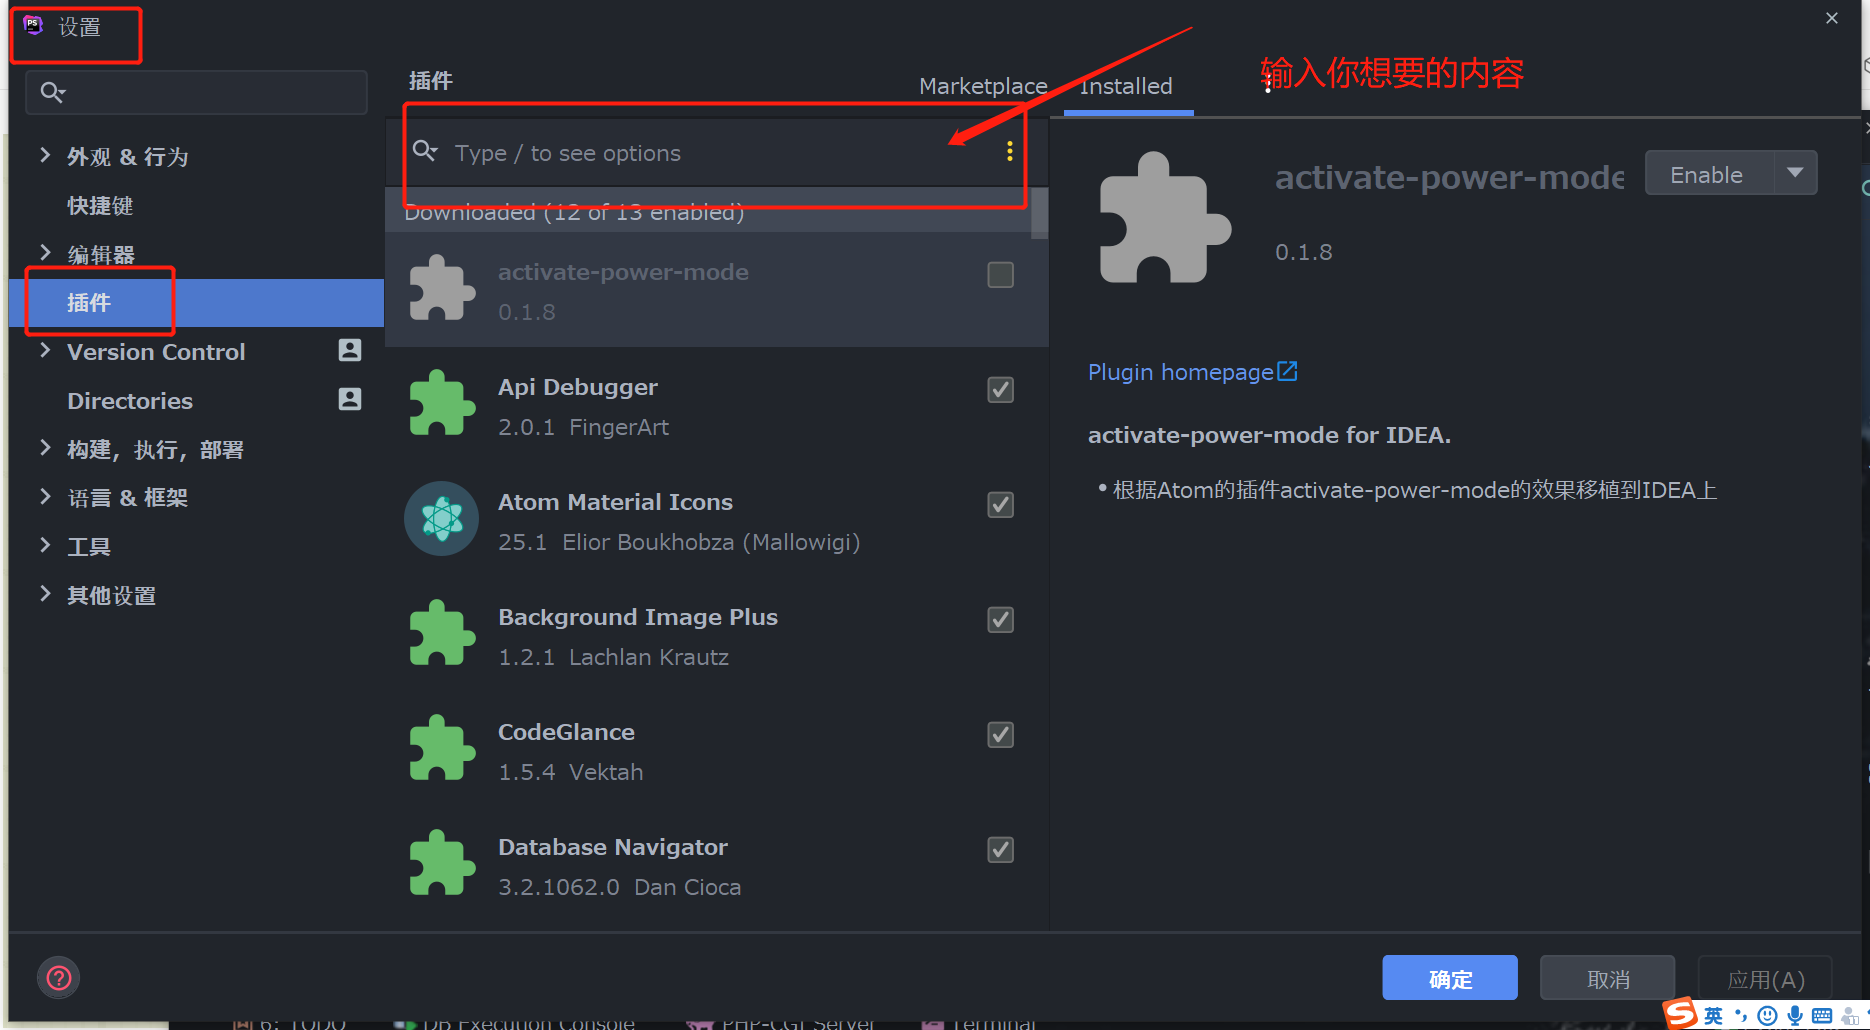 设置
插件
Marketplace
Installed
输入你想要的内容
Type / to see options
Downloaded (12 of 13 enabled)
外观 & 行为
快捷键
编辑器
插件
Version Control
Directories
构建，执行，部署
语言 & 框架
工具
其他设置
activate-power-mode
0.1.8
Api Debugger
2.0.1 FingerArt
Atom Material Icons
25.1 Elior Boukhobza (Mallowigi)
Background Image Plus
1.2.1 Lachlan Krautz
CodeGlance
1.5.4 Vektah
Database Navigator
3.2.1062.0 Dan Cioca
activate-power-mode
Enable
0.1.8
Plugin homepage
activate-power-mode for IDEA.
• 根据Atom的插件activate-power-mode的效果移植到IDEA上
确定
取消
应用(A)
6: TODO
DB Execution Console
PHP-CGI Server
Terminal
英